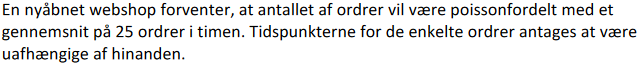 En nyåbnet webshop forventer, at antallet af ordrer vil være poissonfordelt med et
gennemsnit på 25 ordrer i timen. Tidspunkterne for de enkelte ordrer antages at være
uafhængige af hinanden.